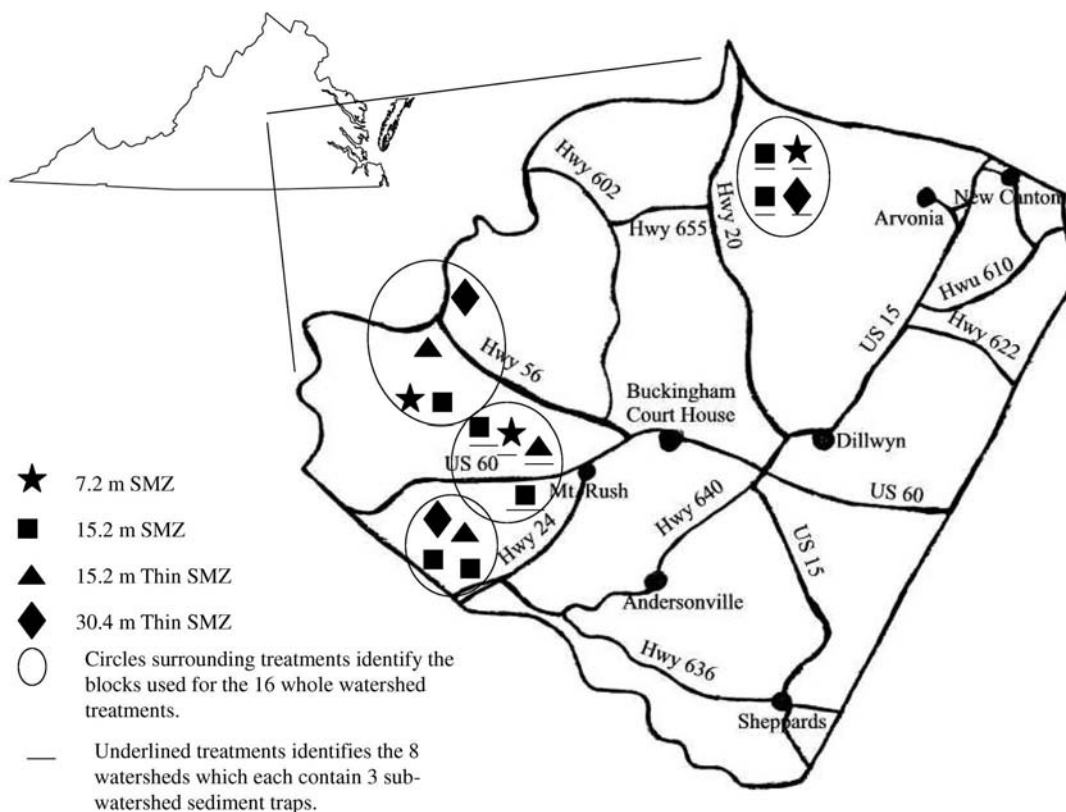 Hwy 602
Hwy 655
Hwy 20
New Canton
Arvonia
Hwu 610
US 15
Hwy 622
Hwy 56
Buckingham
Court House
Dillwyn
US 60
Mt. Rush
Hwy 640
US 60
Hwy 24
US 15
Andersonville
Hwy 636
Sheppards
7.2 m SMZ
15.2 m SMZ
15.2 m Thin SMZ
30.4 m Thin SMZ
Circles surrounding treatments identify the
blocks used for the 16 whole watershed
treatments.
Underlined treatments identifies the 8
watersheds which each contain 3 sub-
watershed sediment traps.